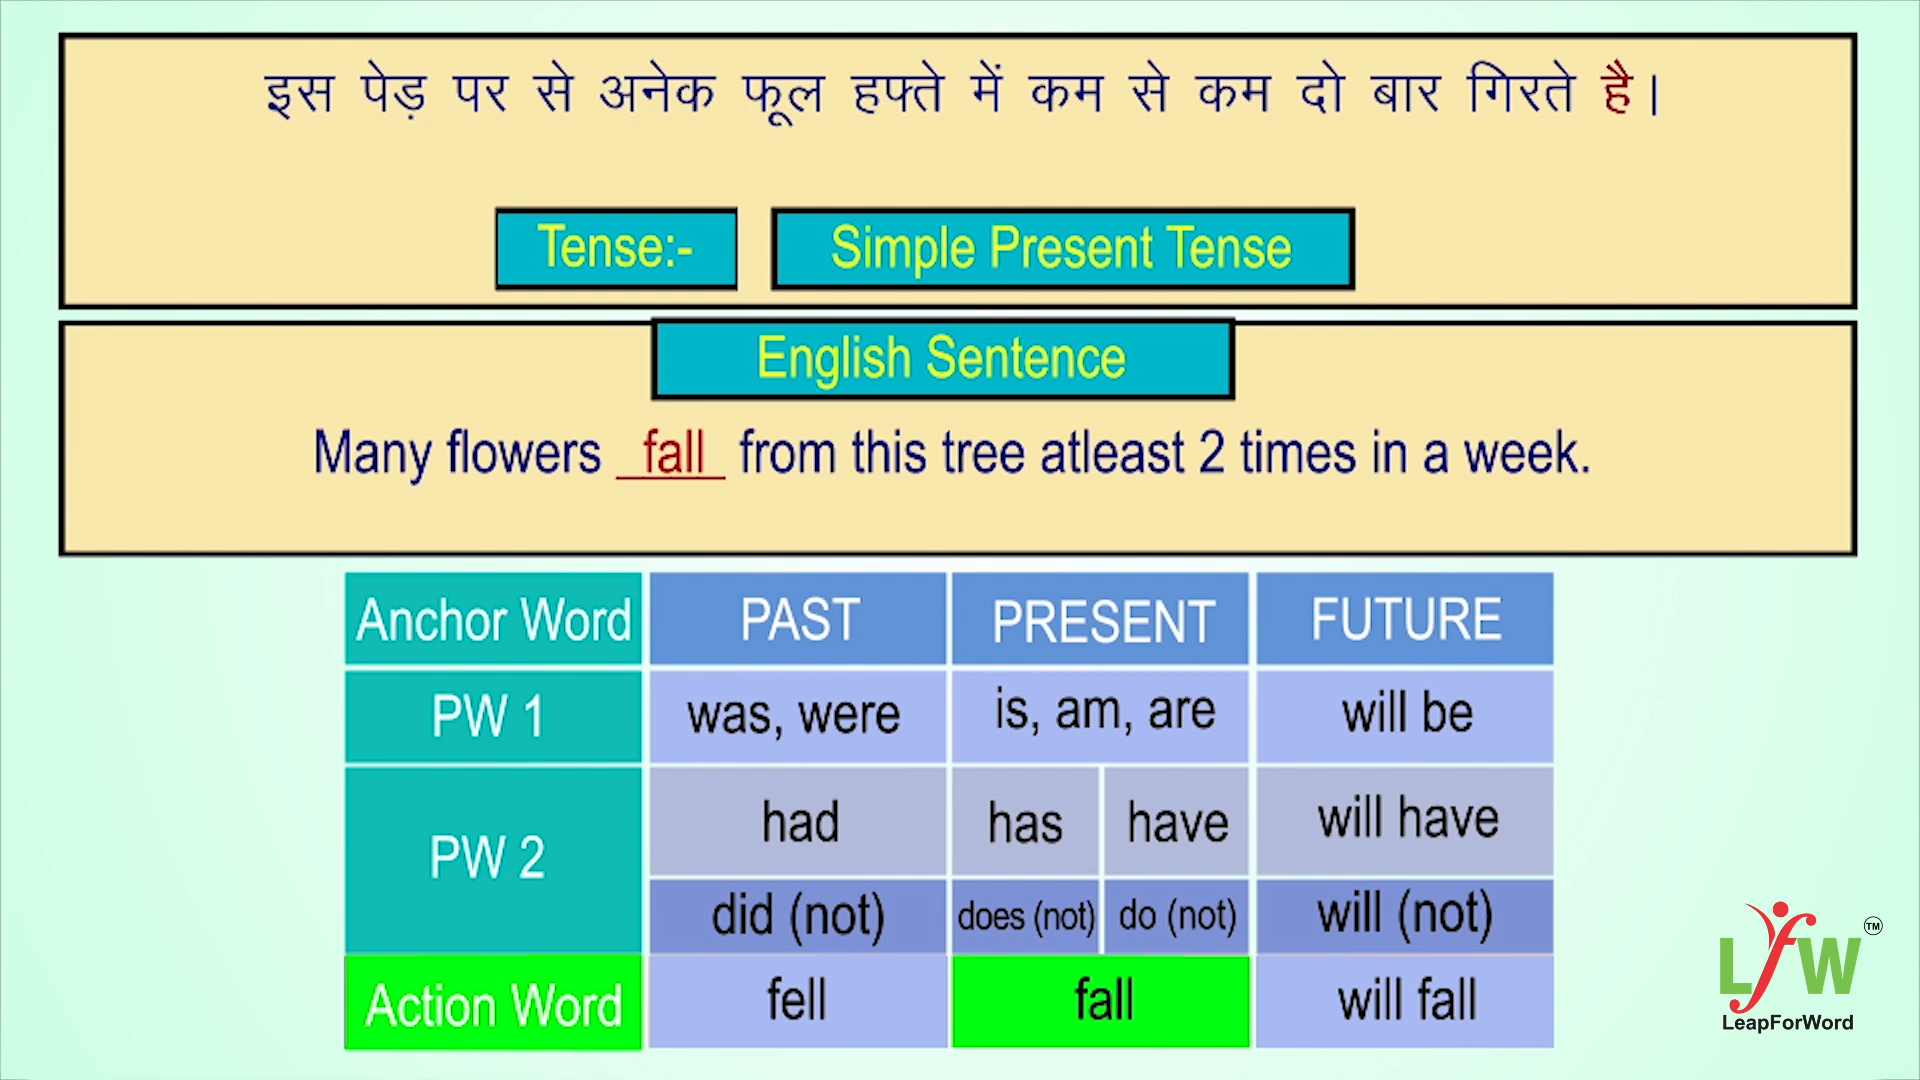 इस पेड़ पर से अनेक फूल हफ्ते में कम से कम दो बार गिरते है।
Tense:- Simple Present Tense
English Sentence
Many flowers fall from this tree atleast 2 times in a week.
Anchor Word PAST PRESENT FUTURE
PW 1 was, were is, am, are will be
PW 2 had has have will have
did (not) does (not) do (not) will (not)
Action Word fell fall will fall
LFW TM
LeapForWord